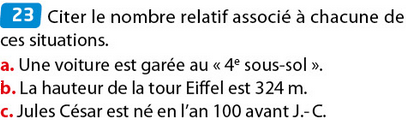 23 Citer le nombre relatif associé à chacune de
ces situations.
a. Une voiture est garée au « 4e sous-sol ».
b. La hauteur de la tour Eiffel est 324 m.
c. Jules César est né en l’an 100 avant J.-C.